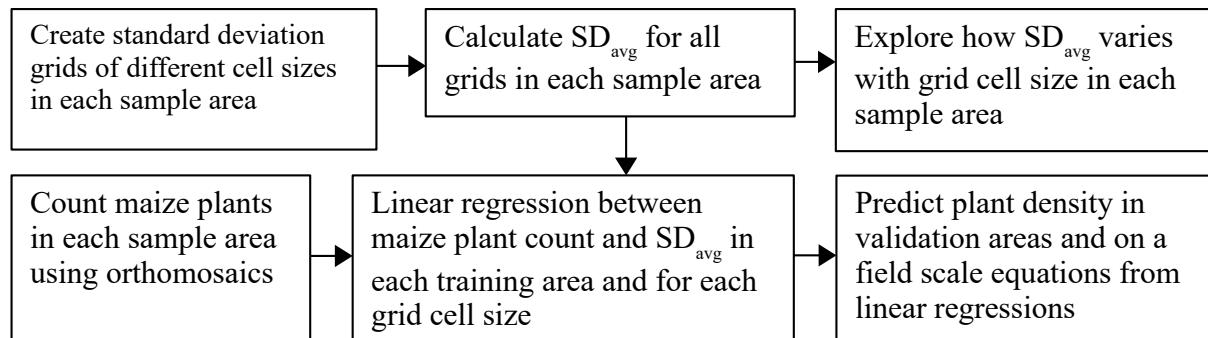 Create standard deviation
grids of different cell sizes
in each sample area
Calculate SDavg for all
grids in each sample area
Explore how SDavg varies
with grid cell size in each
sample area
Count maize plants
in each sample area
using orthomosaics
Linear regression between
maize plant count and SDavg in
each training area and for each
grid cell size
Predict plant density in
validation areas and on a
field scale equations from
linear regressions